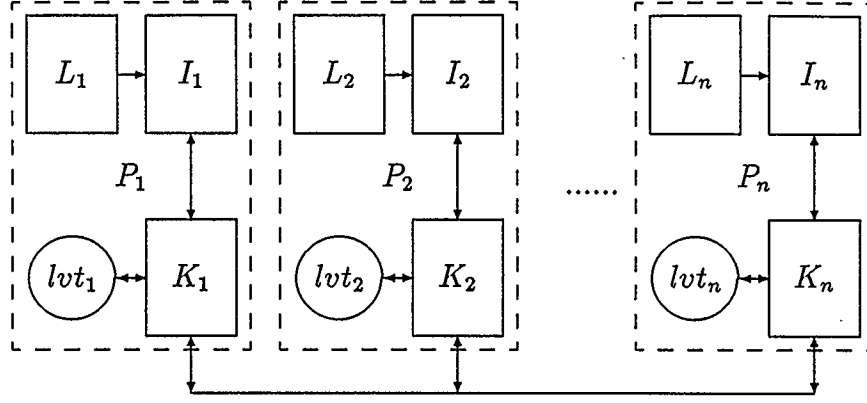 L₁ I₁ L₂ I₂ Lₙ Iₙ
P₁ P₂ ...... Pₙ
lvt₁ K₁ lvt₂ K₂ lvtₙ Kₙ